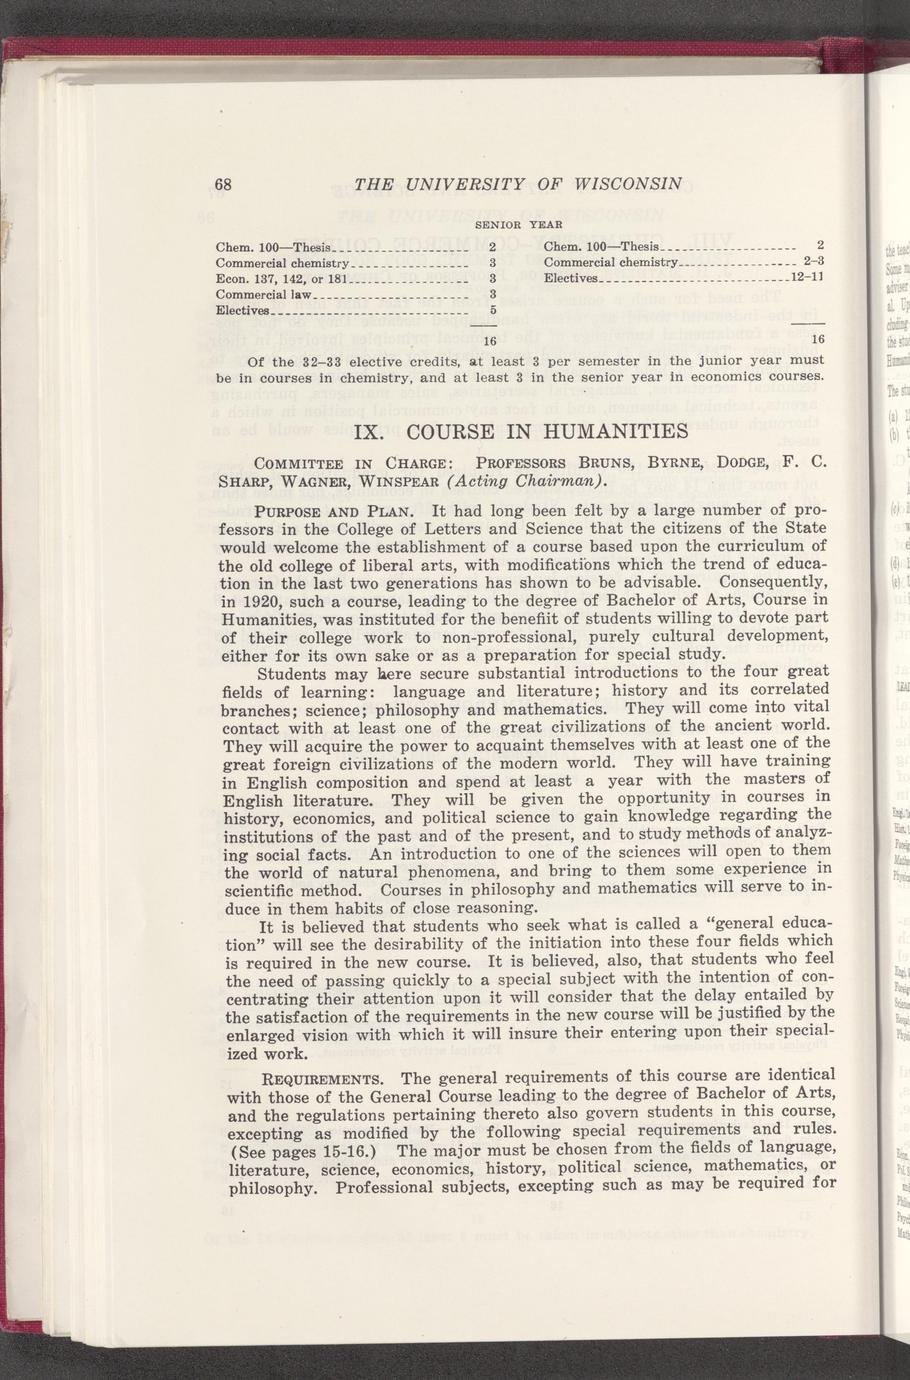 68 THE UNIVERSITY OF WISCONSIN
SENIOR YEAR
Chem. 100—Thesis 2
Commercial chemistry 3
Econ. 137, 142, or 181 3
Commercial law 3
Electives 5
16
Chem. 100—Thesis 2
Commercial chemistry 2–3
Electives 12–11
16
Of the 32–33 elective credits, at least 3 per semester in the junior year must
be in courses in chemistry, and at least 3 in the senior year in economics courses.
IX. COURSE IN HUMANITIES
COMMITTEE IN CHARGE: PROFESSORS BRUNS, BYRNE, DODGE, F. C.
SHARP, WAGNER, WINSPEAR (Acting Chairman).
PURPOSE AND PLAN. It had long been felt by a large number of pro-
fessors in the College of Letters and Science that the citizens of the State
would welcome the establishment of a course based upon the curriculum of
the old college of liberal arts, with modifications which the trend of educa-
tion in the last two generations has shown to be advisable. Consequently,
in 1920, such a course, leading to the degree of Bachelor of Arts, Course in
Humanities, was instituted for the benefiit of students willing to devote part
of their college work to non-professional, purely cultural development,
either for its own sake or as a preparation for special study.
Students may here secure substantial introductions to the four great
fields of learning: language and literature; history and its correlated
branches; science; philosophy and mathematics. They will come into vital
contact with at least one of the great civilizations of the ancient world.
They will acquire the power to acquaint themselves with at least one of the
great foreign civilizations of the modern world. They will have training
in English composition and spend at least a year with the masters of
English literature. They will be given the opportunity in courses in
history, economics, and political science to gain knowledge regarding the
institutions of the past and of the present, and to study methods of analyz-
ing social facts. An introduction to one of the sciences will open to them
the world of natural phenomena, and bring to them some experience in
scientific method. Courses in philosophy and mathematics will serve to in-
duce in them habits of close reasoning.
It is believed that students who seek what is called a “general educa-
tion” will see the desirability of the initiation into these four fields which
is required in the new course. It is believed, also, that students who feel
the need of passing quickly to a special subject with the intention of con-
centrating their attention upon it will consider that the delay entailed by
the satisfaction of the requirements in the new course will be justified by the
enlarged vision with which it will insure their entering upon their special-
ized work.
REQUIREMENTS. The general requirements of this course are identical
with those of the General Course leading to the degree of Bachelor of Arts,
and the regulations pertaining thereto also govern students in this course,
excepting as modified by the following special requirements and rules.
(See pages 15-16.) The major must be chosen from the fields of language,
literature, science, economics, history, political science, mathematics, or
philosophy. Professional subjects, excepting such as may be required for